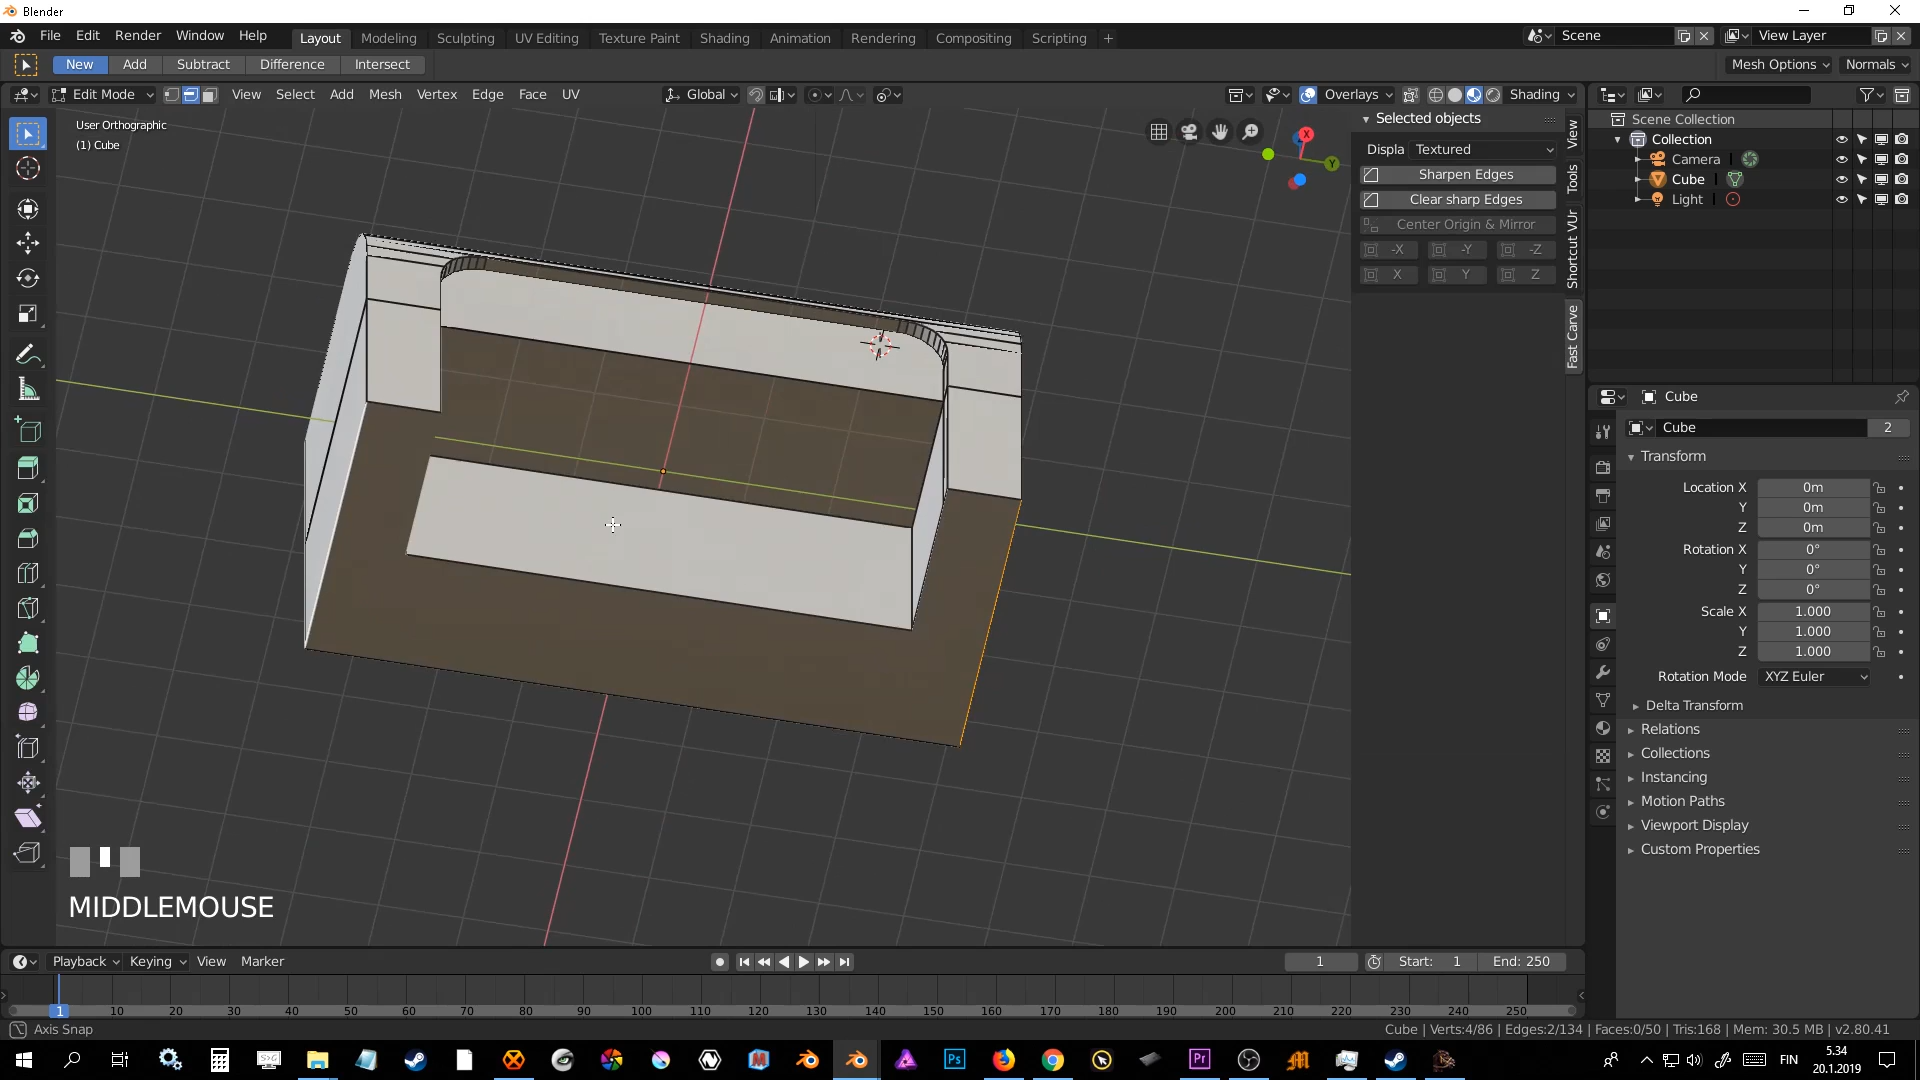 Blender
File Edit Render Window Help Layout Modeling Sculpting UV Editing Texture Paint Shading Animation Rendering Compositing Scripting + Scene View Layer
New Add Subtract Difference Intersect Mesh Options Normals
Edit Mode View Select Add Mesh Vertex Edge Face UV Global Overlays Shading
User Orthographic
(1) Cube
X
Y
Selected objects
Displa Textured
Sharpen Edges
Clear sharp Edges
Center Origin & Mirror
-X -Y -Z
X Y Z
View
Tools
Shortcut VUr
Fast Carve
Scene Collection
Collection
Camera
Cube
Light
Cube
Cube 2
Transform
Location X 0m
Y 0m
Z 0m
Rotation X 0°
Y 0°
Z 0°
Scale X 1.000
Y 1.000
Z 1.000
Rotation Mode XYZ Euler
Delta Transform
Relations
Collections
Instancing
Motion Paths
Viewport Display
Custom Properties
MIDDLEMOUSE
Playback Keying View Marker 1 Start: 1 End: 250
1 10 20 30 40 50 60 70 80 90 100 110 120 130 140 150 160 170 180 190 200 210 220 230 240 250
Axis Snap Cube | Verts:4/86 | Edges:2/134 | Faces:0/50 | Tris:168 | Mem: 30.5 MB | v2.80.41
Ps Pr FIN 5.34
20.1.2019